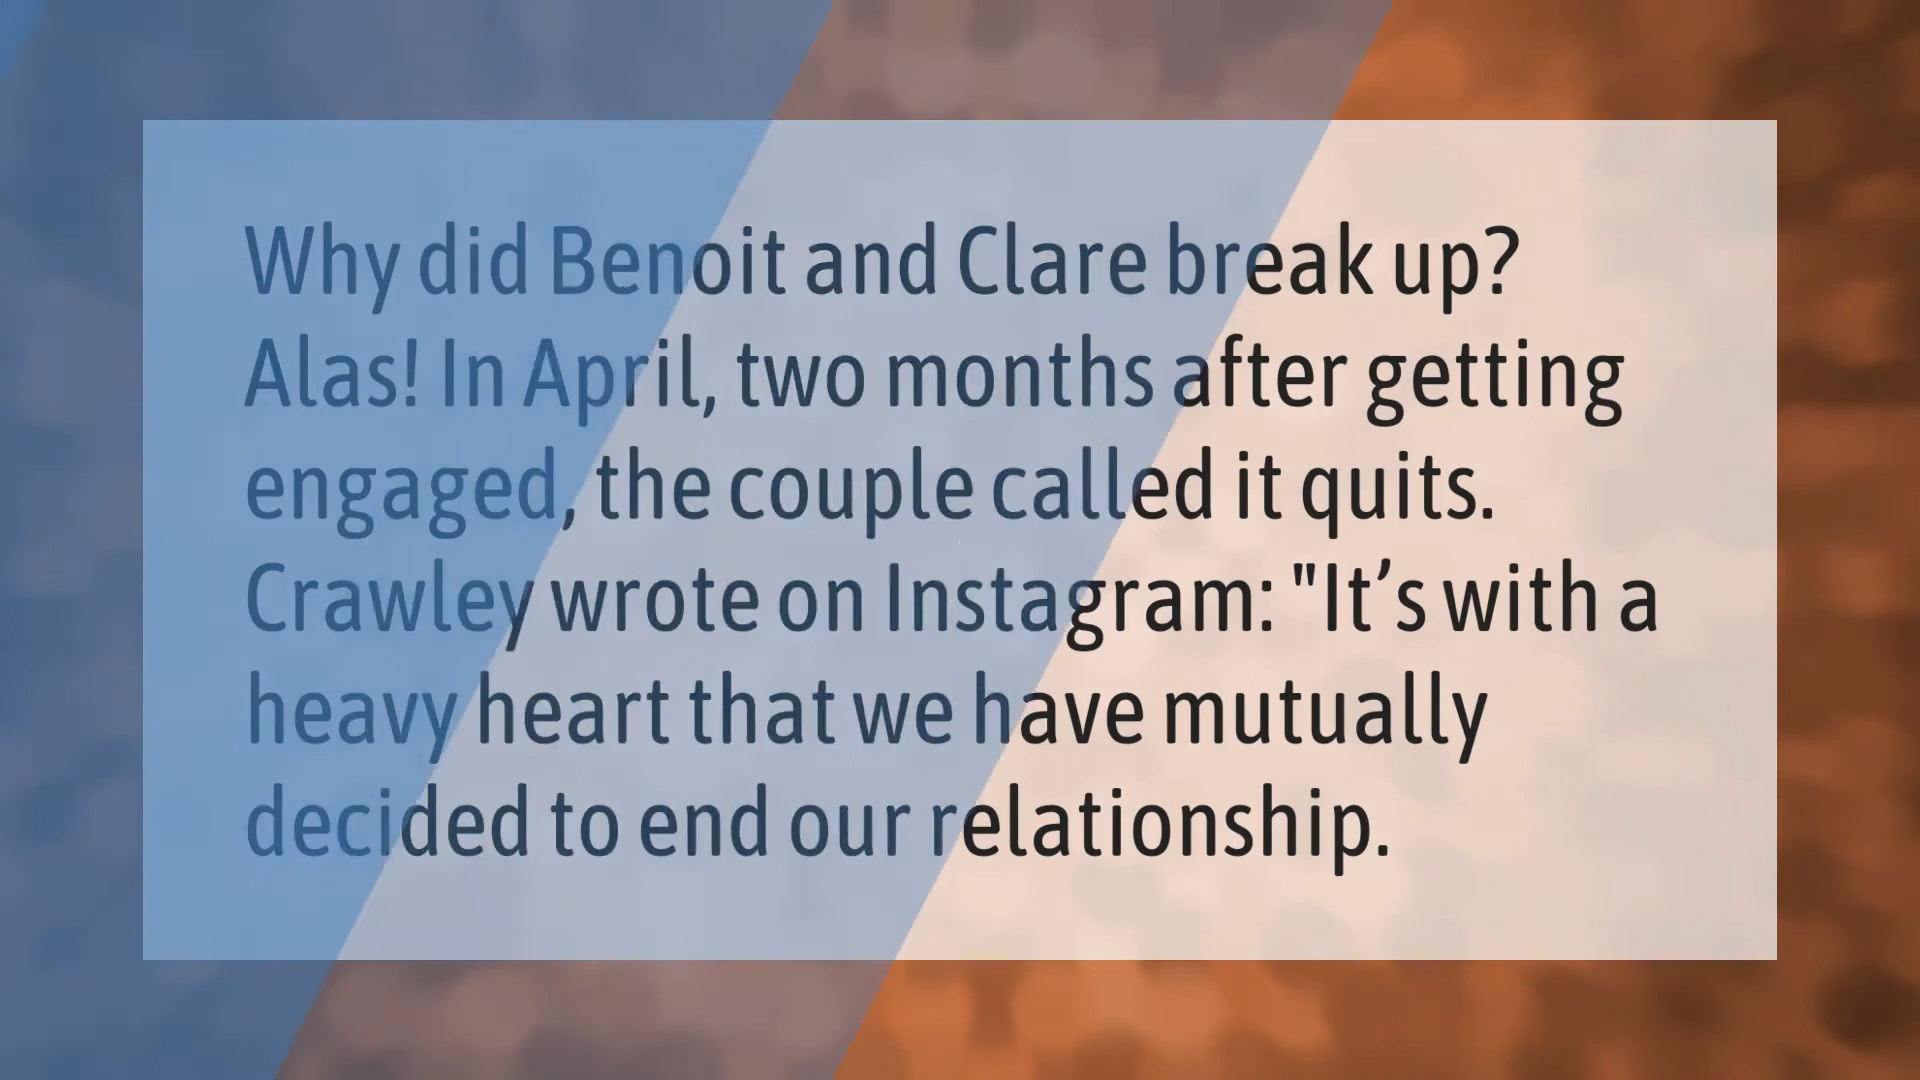 Why did Benoit and Clare break up?
Alas! In April, two months after getting
engaged, the couple called it quits.
Crawley wrote on Instagram: "It’s with a
heavy heart that we have mutually
decided to end our relationship.